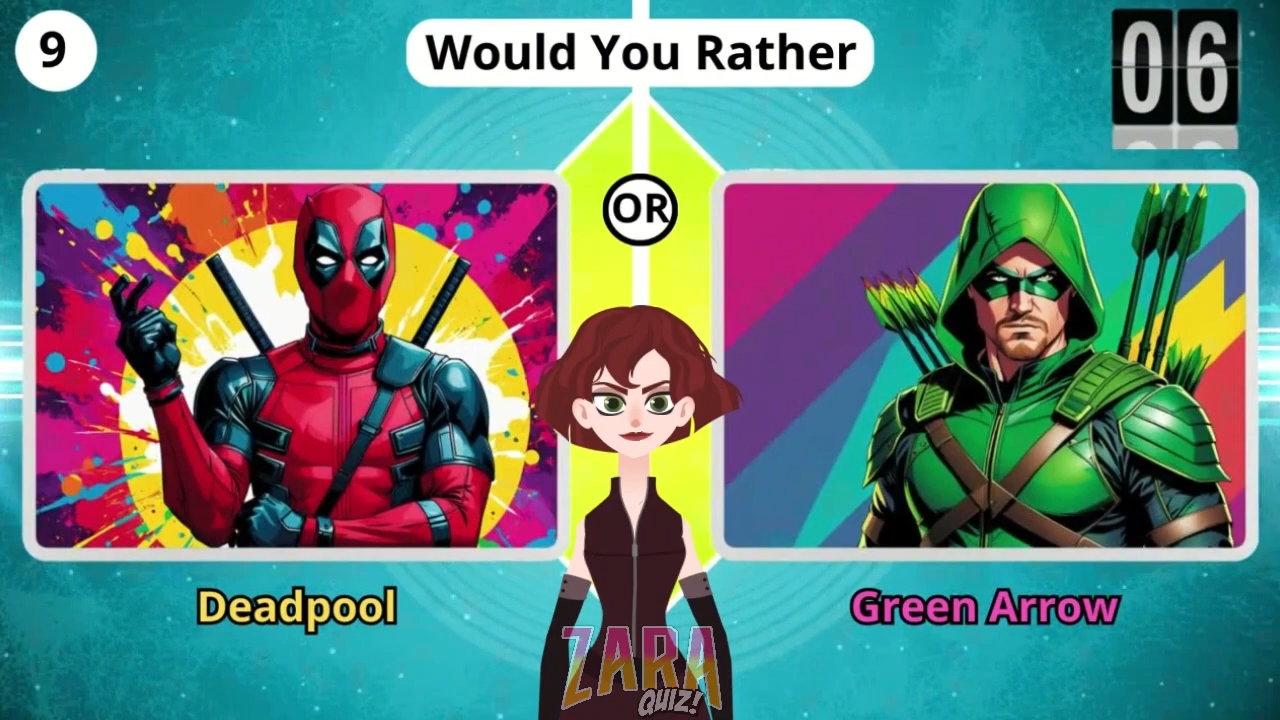 9
Would You Rather
06
OR
Deadpool
Green Arrow
ZARA
QUIZ!